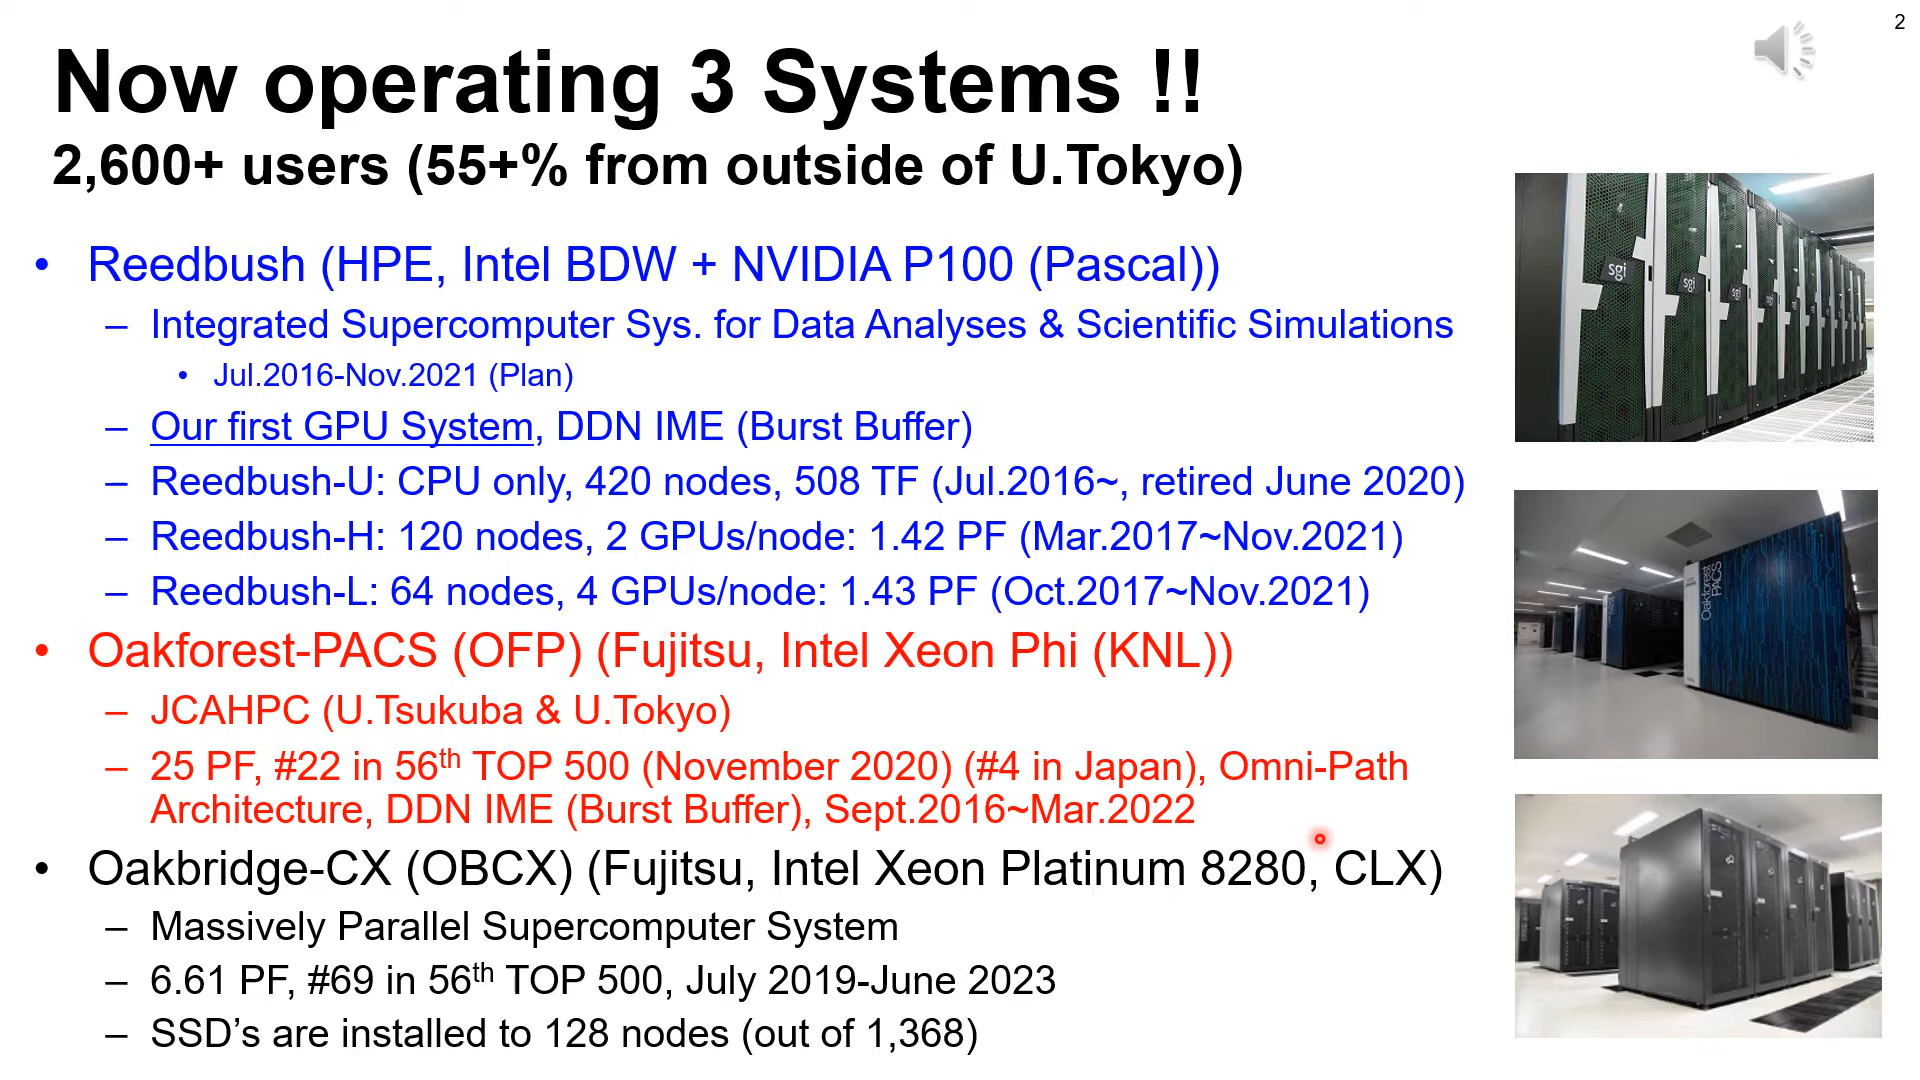 2
Now operating 3 Systems !!
2,600+ users (55+% from outside of U.Tokyo)
• Reedbush (HPE, Intel BDW + NVIDIA P100 (Pascal))
– Integrated Supercomputer Sys. for Data Analyses & Scientific Simulations
• Jul.2016-Nov.2021 (Plan)
– Our first GPU System, DDN IME (Burst Buffer)
– Reedbush-U: CPU only, 420 nodes, 508 TF (Jul.2016~, retired June 2020)
– Reedbush-H: 120 nodes, 2 GPUs/node: 1.42 PF (Mar.2017~Nov.2021)
– Reedbush-L: 64 nodes, 4 GPUs/node: 1.43 PF (Oct.2017~Nov.2021)
• Oakforest-PACS (OFP) (Fujitsu, Intel Xeon Phi (KNL))
– JCAHPC (U.Tsukuba & U.Tokyo)
– 25 PF, #22 in 56th TOP 500 (November 2020) (#4 in Japan), Omni-Path
Architecture, DDN IME (Burst Buffer), Sept.2016~Mar.2022
• Oakbridge-CX (OBCX) (Fujitsu, Intel Xeon Platinum 8280, CLX)
– Massively Parallel Supercomputer System
– 6.61 PF, #69 in 56th TOP 500, July 2019-June 2023
– SSD’s are installed to 128 nodes (out of 1,368)
sgi
sgi
sgi
sgi
Oakforest
PACS